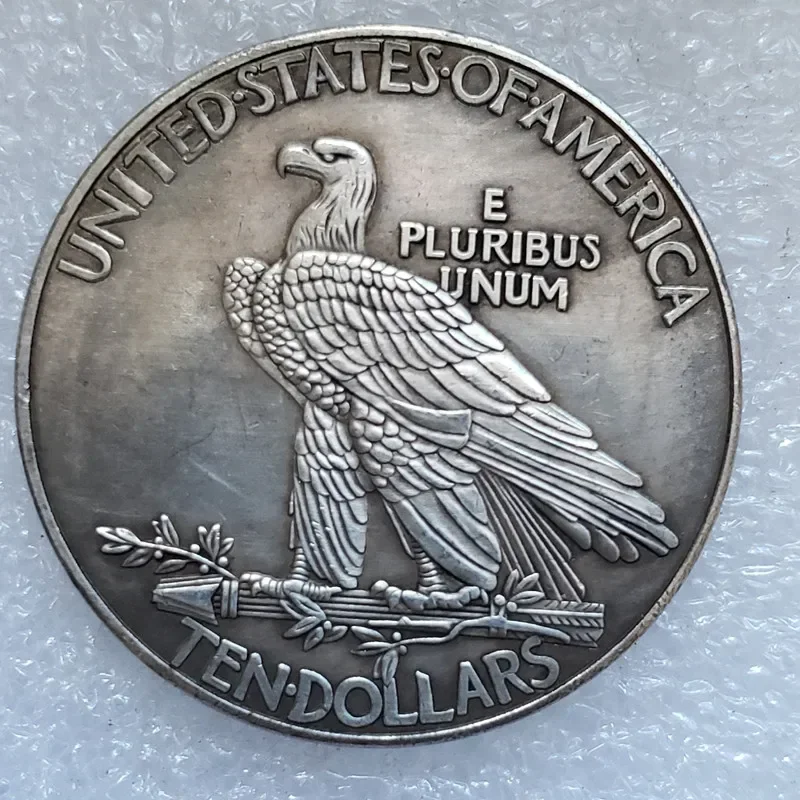 UNITED·STATES·OF·AMERICA
E
PLURIBUS
UNUM
TEN·DOLLARS